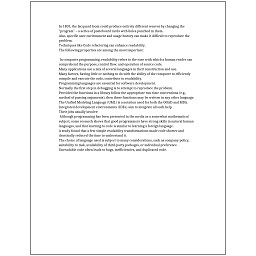 In 1801, the Jacquard loom could produce entirely different weaves by changing the
"program" – a series of pasteboard cards with holes punched in them.
Also, specific user environment and usage history can make it difficult to reproduce the
problem.
Techniques like Code refactoring can enhance readability.
The following properties are among the most important:

In computer programming, readability refers to the ease with which a human reader can
comprehend the purpose, control flow, and operation of source code.
Many applications use a mix of several languages in their construction and use.
Many factors, having little or nothing to do with the ability of the computer to efficiently
compile and execute the code, contribute to readability.
Programming languages are essential for software development.
Normally the first step in debugging is to attempt to reproduce the problem.
Provided the functions in a library follow the appropriate run-time conventions (e.g.,
method of passing arguments), then these functions may be written in any other language.
The Unified Modeling Language (UML) is a notation used for both the OOAD and MDA.
Integrated development environments (IDEs) aim to integrate all such help.
Their jobs usually involve:
Although programming has been presented in the media as a somewhat mathematical
subject, some research shows that good programmers have strong skills in natural human
languages, and that learning to code is similar to learning a foreign language.
It study found that a few simple readability transformations made code shorter and
drastically reduced the time to understand it.
The choice of language used is subject to many considerations, such as company policy,
suitability to task, availability of third-party packages, or individual preference.
Unreadable code often leads to bugs, inefficiencies, and duplicated code.